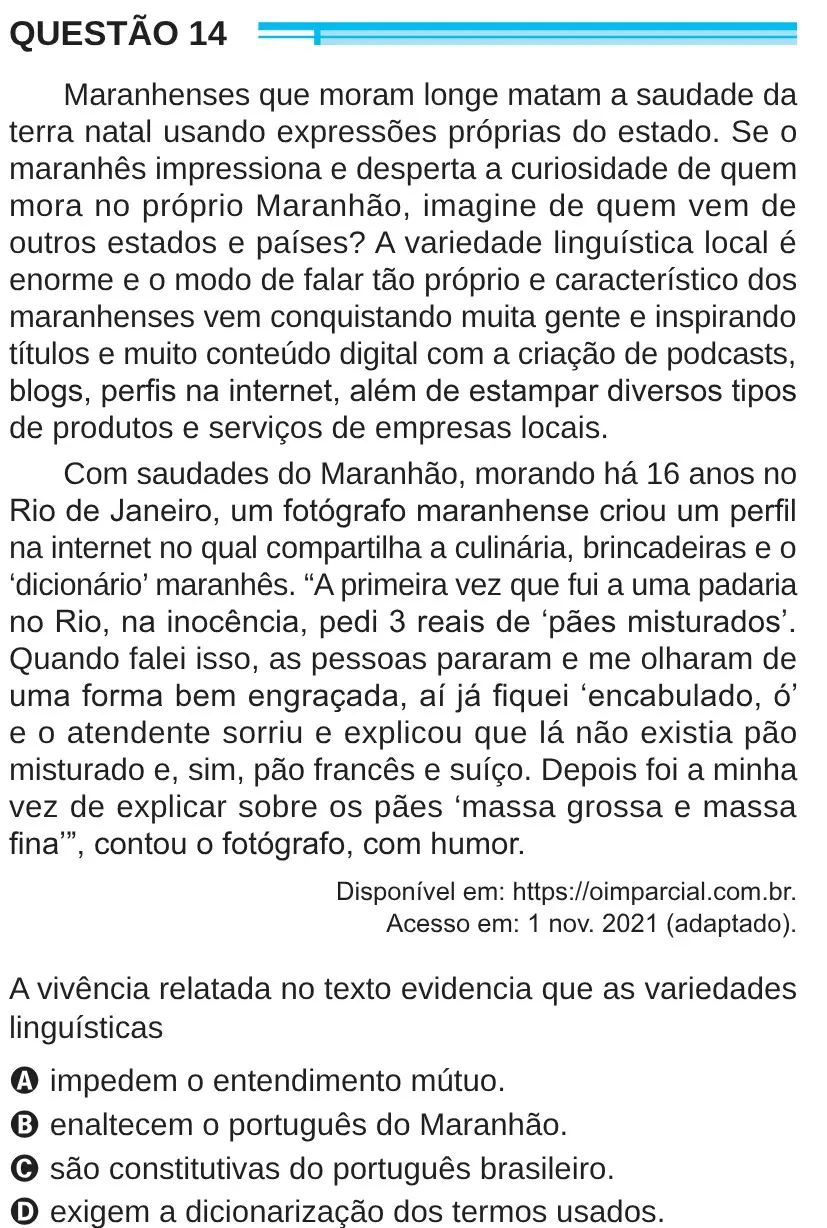 QUESTÃO 14
Maranhenses que moram longe matam a saudade da
terra natal usando expressões próprias do estado. Se o
maranhês impressiona e desperta a curiosidade de quem
mora no próprio Maranhão, imagine de quem vem de
outros estados e países? A variedade linguística local é
enorme e o modo de falar tão próprio e característico dos
maranhenses vem conquistando muita gente e inspirando
títulos e muito conteúdo digital com a criação de podcasts,
blogs, perfis na internet, além de estampar diversos tipos
de produtos e serviços de empresas locais.
Com saudades do Maranhão, morando há 16 anos no
Rio de Janeiro, um fotógrafo maranhense criou um perfil
na internet no qual compartilha a culinária, brincadeiras e o
‘dicionário’ maranhês. “A primeira vez que fui a uma padaria
no Rio, na inocência, pedi 3 reais de ‘pães misturados’.
Quando falei isso, as pessoas pararam e me olharam de
uma forma bem engraçada, aí já fiquei ‘encabulado, ó’
e o atendente sorriu e explicou que lá não existia pão
misturado e, sim, pão francês e suíço. Depois foi a minha
vez de explicar sobre os pães ‘massa grossa e massa
fina’”, contou o fotógrafo, com humor.
Disponível em: https://oimparcial.com.br.
Acesso em: 1 nov. 2021 (adaptado).
A vivência relatada no texto evidencia que as variedades
linguísticas
A impedem o entendimento mútuo.
B enaltecem o português do Maranhão.
C são constitutivas do português brasileiro.
D exigem a dicionarização dos termos usados.